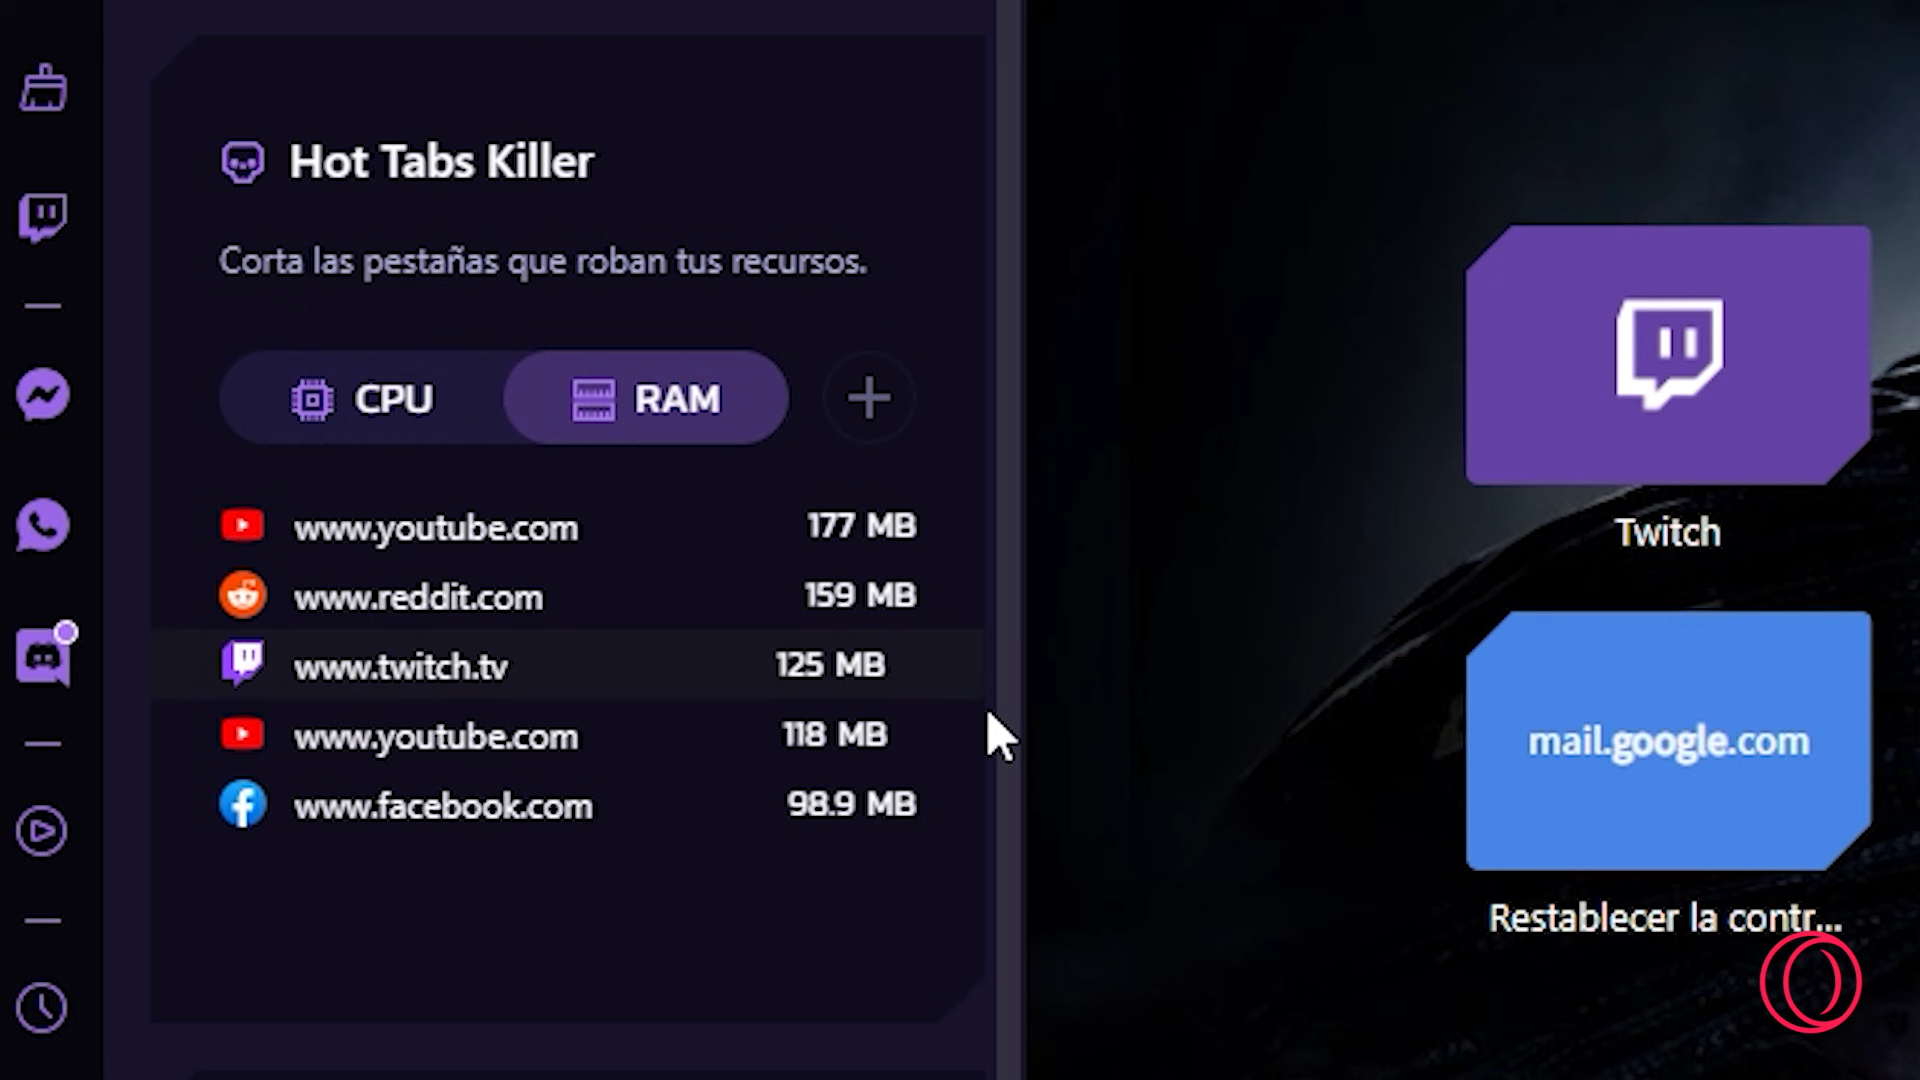 Hot Tabs Killer
Corta las pestañas que roban tus recursos.
CPU
RAM
www.youtube.com 177 MB
www.reddit.com 159 MB
www.twitch.tv 125 MB
www.youtube.com 118 MB
www.facebook.com 98.9 MB
Twitch
mail.google.com
Restablecer la contr...